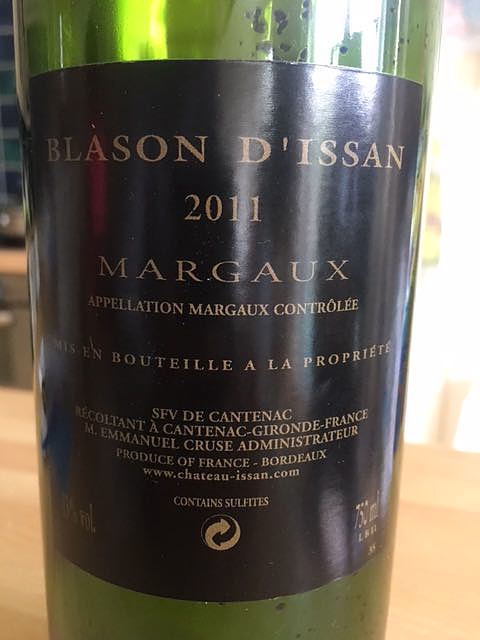 BLASON D'ISSAN
2011
MARGAUX
APPELLATION MARGAUX CONTRÔLÉE
MIS EN BOUTEILLE A LA PROPRIÉTÉ
SFV DE CANTENAC
RÉCOLTANT À CANTENAC-GIRONDE-FRANCE
M. EMMANUEL CRUSE ADMINISTRATEUR
PRODUCE OF FRANCE - BORDEAUX
www.chateau-issan.com
CONTAINS SULFITES
% vol.
750 ml